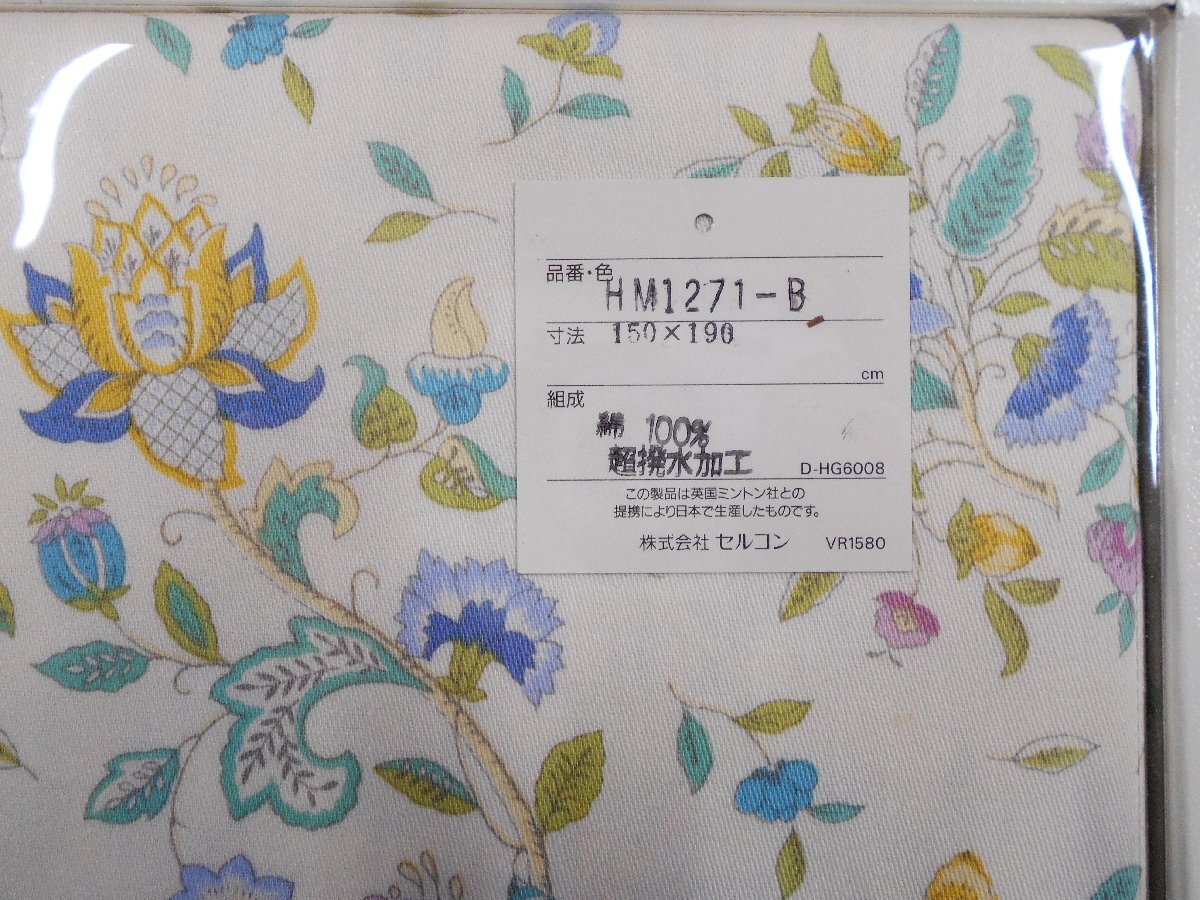 品番・色 HM1271-B
寸法 150×190
cm
組成
綿 100%
超撥水加工 D-HG6008
この製品は英国ミントン社との
提携により日本で生産したものです。
株式会社 セルコン VR1580